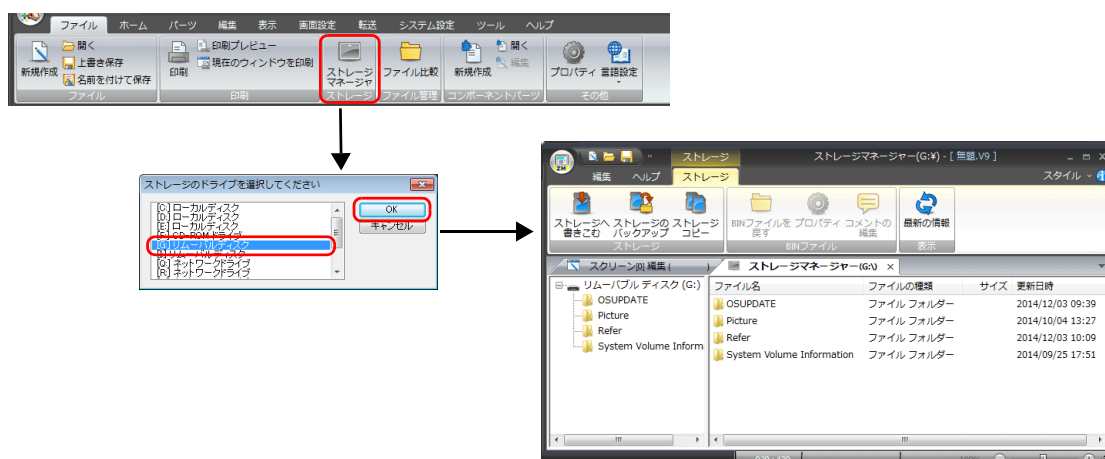 ファイル ホーム パーツ 編集 表示 画面設定 転送 システム設定 ツール ヘルプ
新規作成
開く
上書き保存
名前を付けて保存
ファイル
印刷
印刷プレビュー
現在のウィンドウを印刷
印刷
ストレージ
マネージャ
ストレージ
ファイル比較
ファイル管理
新規作成
開く
編集
コンポーネントパーツ
プロパティ
言語設定
その他
ストレージのドライブを選択してください
[C:]ローカルディスク
[D:]ローカルディスク
[E:]ローカルディスク
[F:]CD-ROMドライブ
[G:]リムーバルディスク
リムーバルディスク
[Q:]ネットワークドライブ
[R:]ネットワークドライブ
OK
キャンセル
ZM
ストレージ
ストレージマネージャー(G:¥) - [ 無題.V9 ]
編集 ヘルプ ストレージ
スタイル
ストレージへ
書きこむ
ストレージの
バックアップ
ストレージ
コピー
ストレージ
BINファイルを
戻す
プロパティ
コメントの
編集
BINファイル
最新の情報
表示
スクリーン[0] 編集 ( )
ストレージマネージャー(G:\) ×
リムーバブル ディスク (G:)
OSUPDATE
Picture
Refer
System Volume Inform
ファイル名 ファイルの種類 サイズ 更新日時
OSUPDATE ファイル フォルダー 2014/12/03 09:39
Picture ファイル フォルダー 2014/10/04 13:27
Refer ファイル フォルダー 2014/12/03 10:09
System Volume Information ファイル フォルダー 2014/09/25 17:51